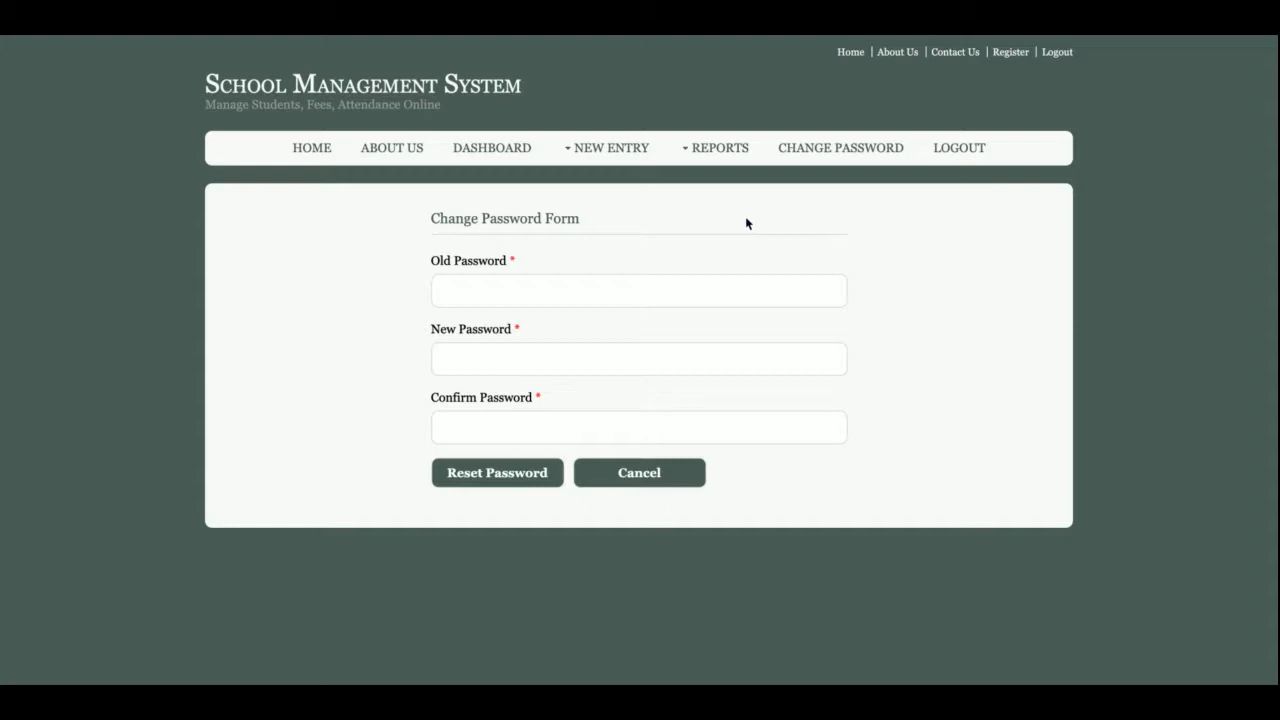 Home | About Us | Contact Us | Register | Logout
School Management System
Manage Students, Fees, Attendance Online
HOME ABOUT US DASHBOARD NEW ENTRY REPORTS CHANGE PASSWORD LOGOUT
Change Password Form
Old Password *
New Password *
Confirm Password *
Reset Password Cancel